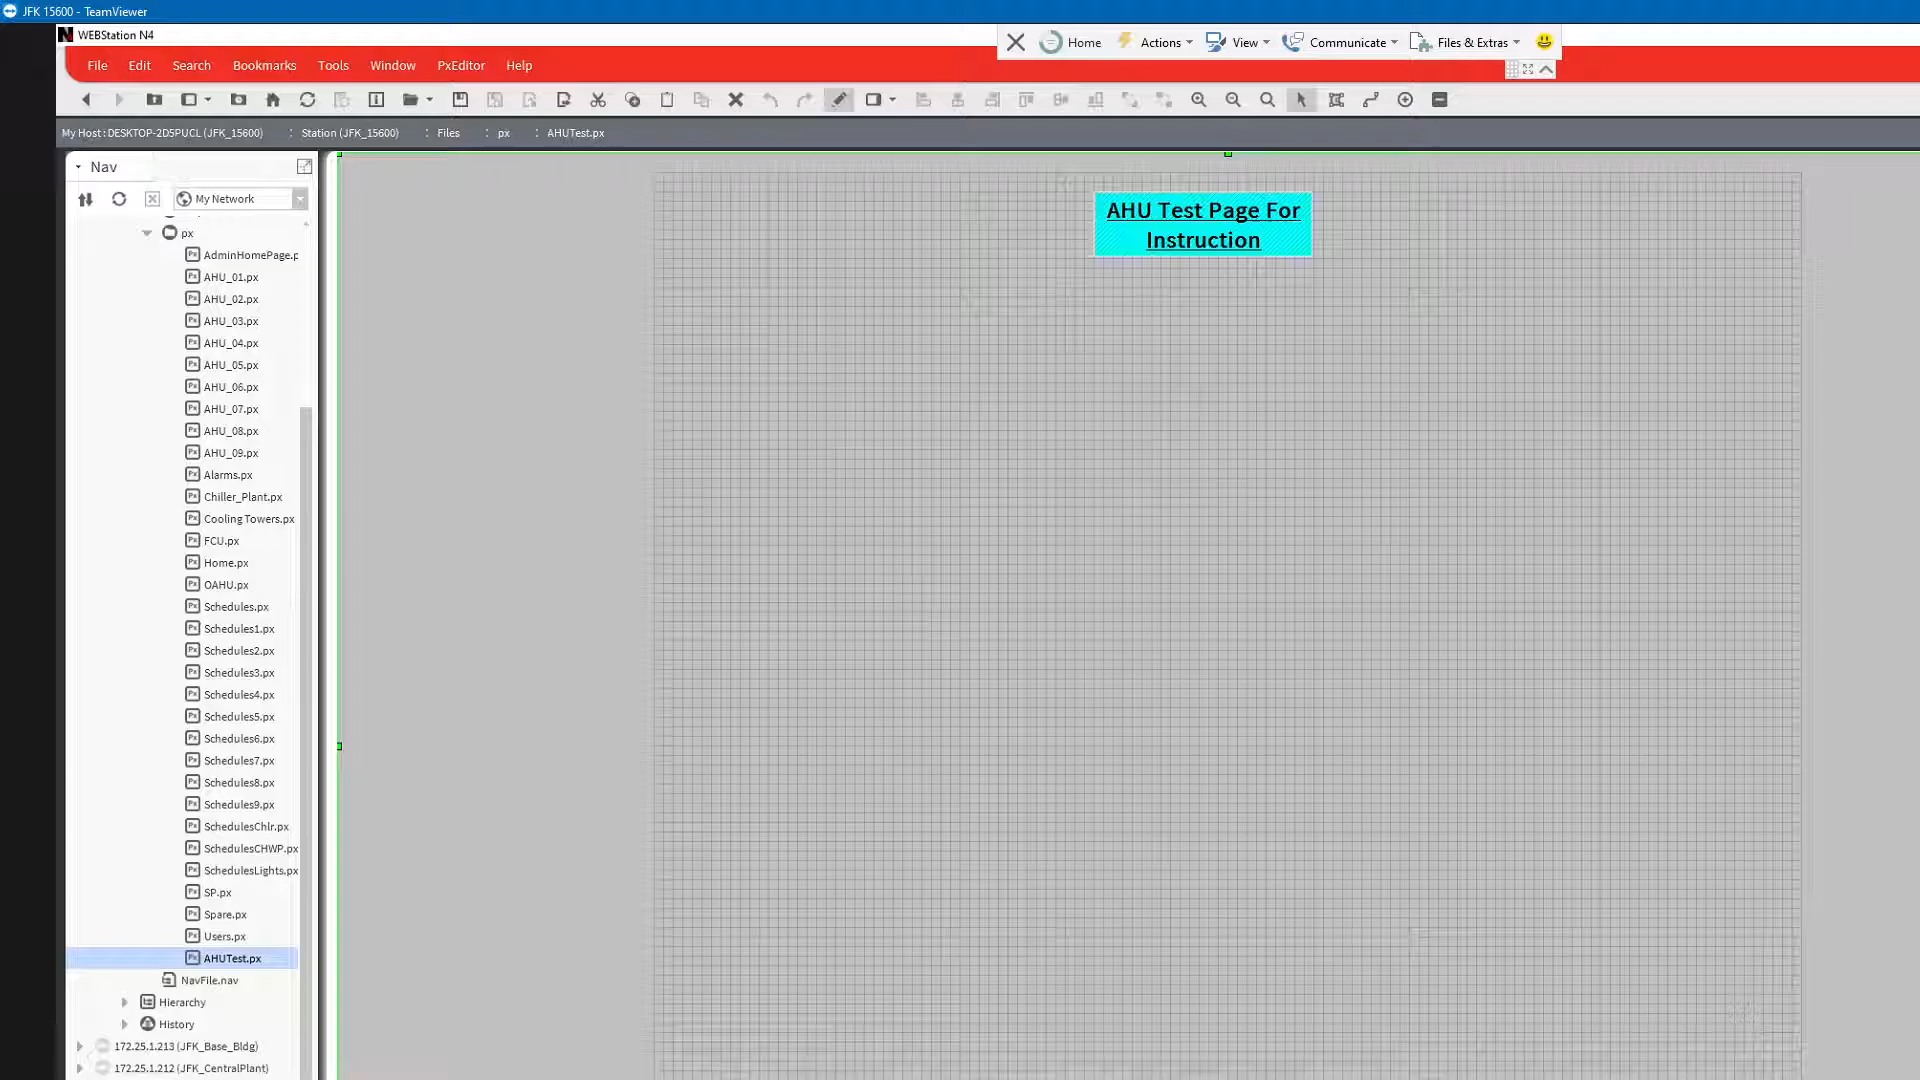 JFK 15600 - TeamViewer
WEBStation N4
Home Actions View Communicate Files & Extras
File Edit Search Bookmarks Tools Window PxEditor Help
My Host : DESKTOP-2D5PUCL (JFK_15600) : Station (JFK_15600) : Files : px : AHUTest.px
Nav
My Network
px
AdminHomePage.p
AHU_01.px
AHU_02.px
AHU_03.px
AHU_04.px
AHU_05.px
AHU_06.px
AHU_07.px
AHU_08.px
AHU_09.px
Alarms.px
Chiller_Plant.px
Cooling Towers.px
FCU.px
Home.px
OAHU.px
Schedules.px
Schedules1.px
Schedules2.px
Schedules3.px
Schedules4.px
Schedules5.px
Schedules6.px
Schedules7.px
Schedules8.px
Schedules9.px
SchedulesChlr.px
SchedulesCHWP.px
SchedulesLights.px
SP.px
Spare.px
Users.px
AHUTest.px
NavFile.nav
Hierarchy
History
172.25.1.213 (JFK_Base_Bldg)
172.25.1.212 (JFK_CentralPlant)
AHU Test Page For
Instruction